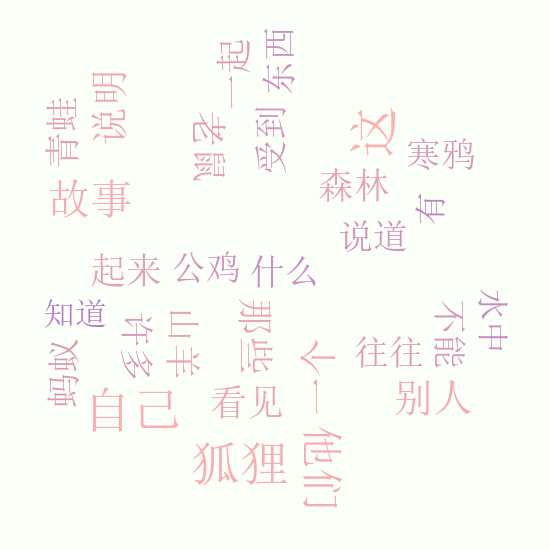 一起
东西
说明
青蛙
老鼠
受到
这
寒鸦
森林
故事
有
说道
起来
公鸡
什么
知道
许多
山羊
那些
一个
不能
水中
往往
蚂蚁
自己
看见
别人
狐狸
他们